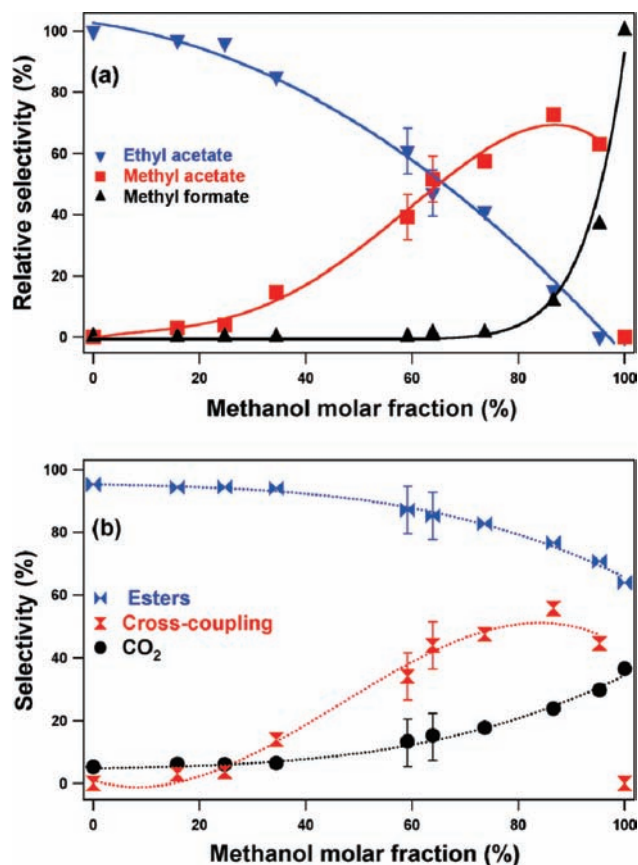 100
80
60
40
20
0
Relative selectivity (%)
(a)
Ethyl acetate
Methyl acetate
Methyl formate
0 20 40 60 80 100
Methanol molar fraction (%)
100
80
60
40
20
0
Selectivity (%)
(b)
Esters
Cross-coupling
CO₂
0 20 40 60 80 100
Methanol molar fraction (%)